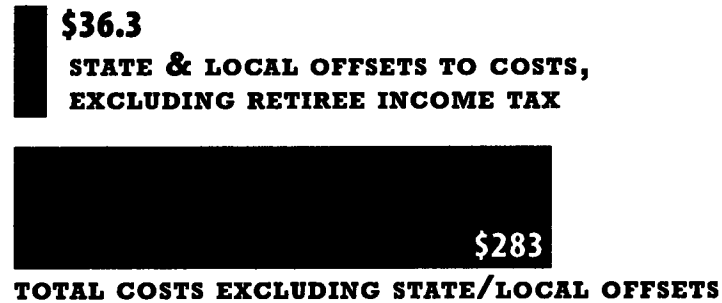 $36.3
STATE & LOCAL OFFSETS TO COSTS,
EXCLUDING RETIREE INCOME TAX
$283
TOTAL COSTS EXCLUDING STATE/LOCAL OFFSETS